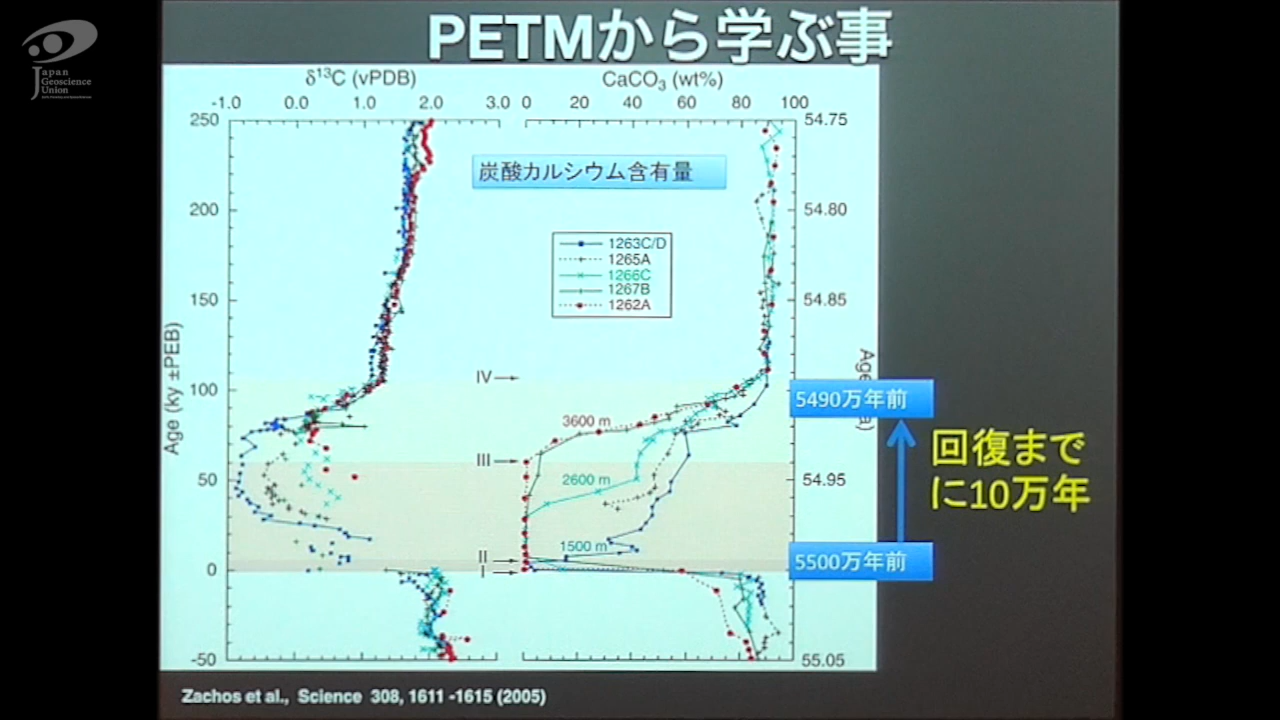 PETMから学ぶ事
Japan
Geoscience
Union
δ13C (vPDB)
CaCO3 (wt%)
-1.0 0.0 1.0 2.0 3.0 0 20 40 60 80 100
250
200
150
100
50
0
-50
Age (ky ±PEB)
54.75
54.80
54.85
54.95
55.05
Age
a)
炭酸カルシウム含有量
1263C/D
1265A
1266C
1267B
1262A
IV
III
II
I
3600 m
2600 m
1500 m
5490万年前
回復まで
に10万年
5500万年前
Zachos et al., Science 308, 1611 -1615 (2005)